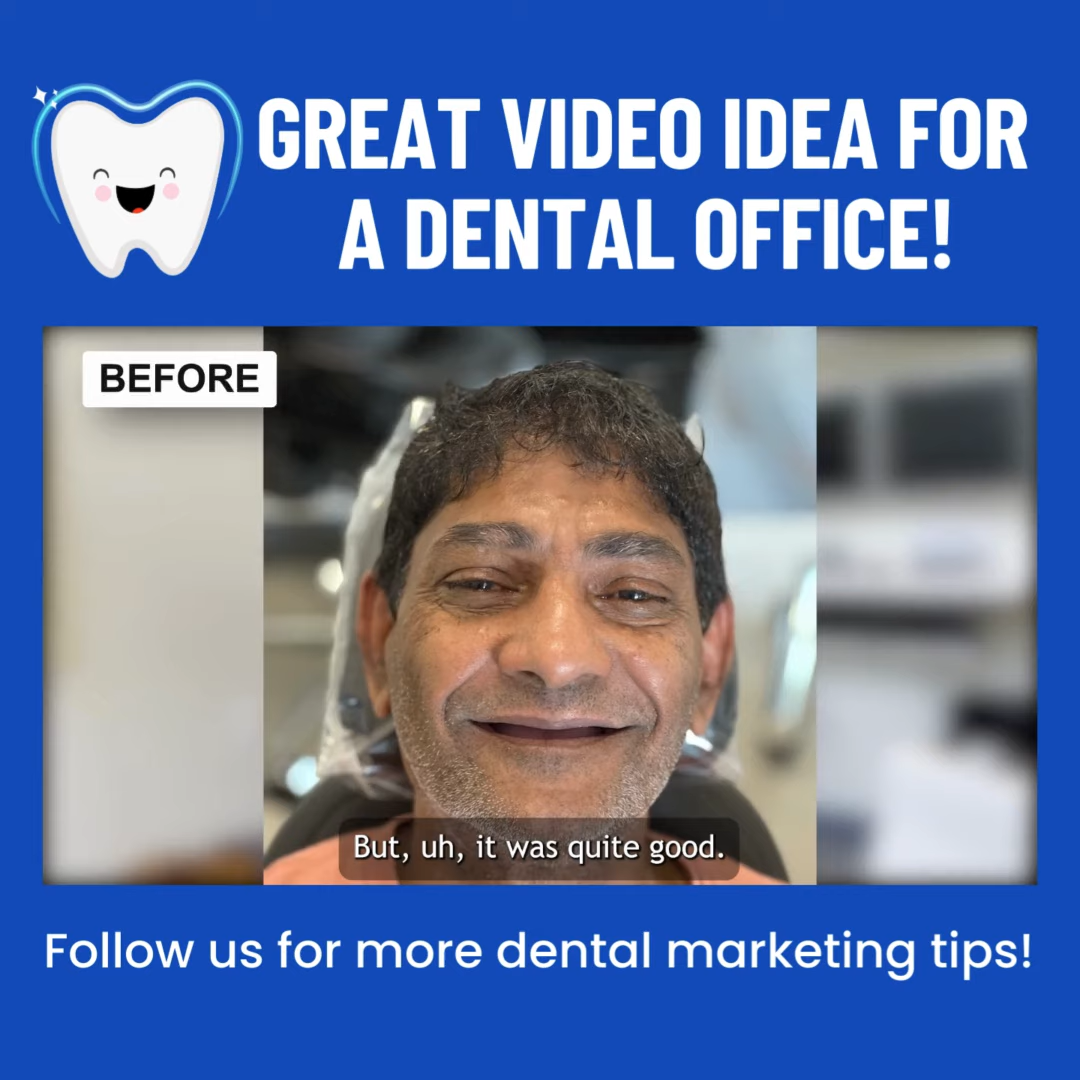 GREAT VIDEO IDEA FOR
A DENTAL OFFICE!
BEFORE
But, uh, it was quite good.
Follow us for more dental marketing tips!